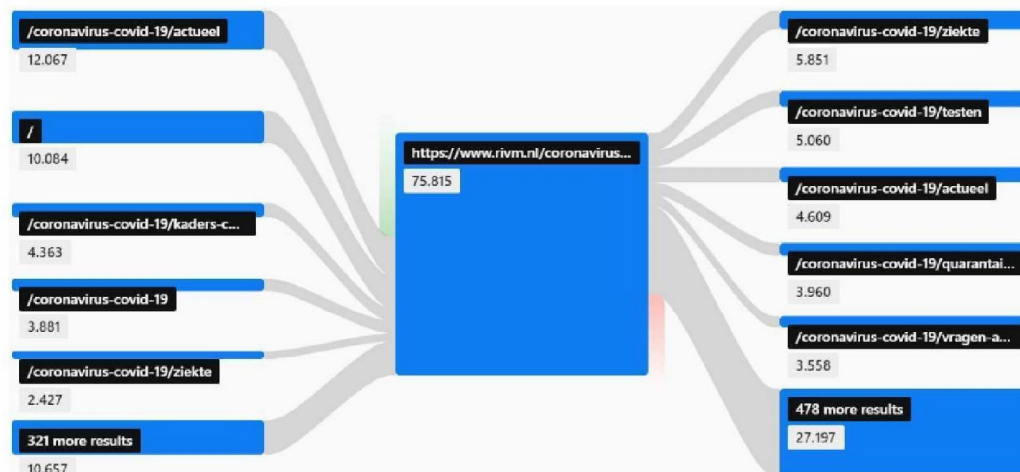 /coronavirus-covid-19/actueel
12.067
/
10.084
/coronavirus-covid-19/kaders-c...
4.363
/coronavirus-covid-19
3.881
/coronavirus-covid-19/ziekte
2.427
321 more results
10.657
https://www.rivm.nl/coronavirus...
75.815
/coronavirus-covid-19/ziekte
5.851
/coronavirus-covid-19/testen
5.060
/coronavirus-covid-19/actueel
4.609
/coronavirus-covid-19/quarantai...
3.960
/coronavirus-covid-19/vragen-a...
3.558
478 more results
27.197